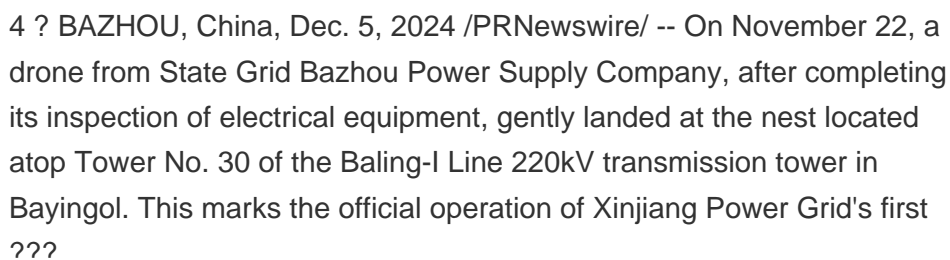 4 ? BAZHOU, China, Dec. 5, 2024 /PRNewswire/ -- On November 22, a
drone from State Grid Bazhou Power Supply Company, after completing
its inspection of electrical equipment, gently landed at the nest located
atop Tower No. 30 of the Baling-I Line 220kV transmission tower in
Bayingol. This marks the official operation of Xinjiang Power Grid's first
???